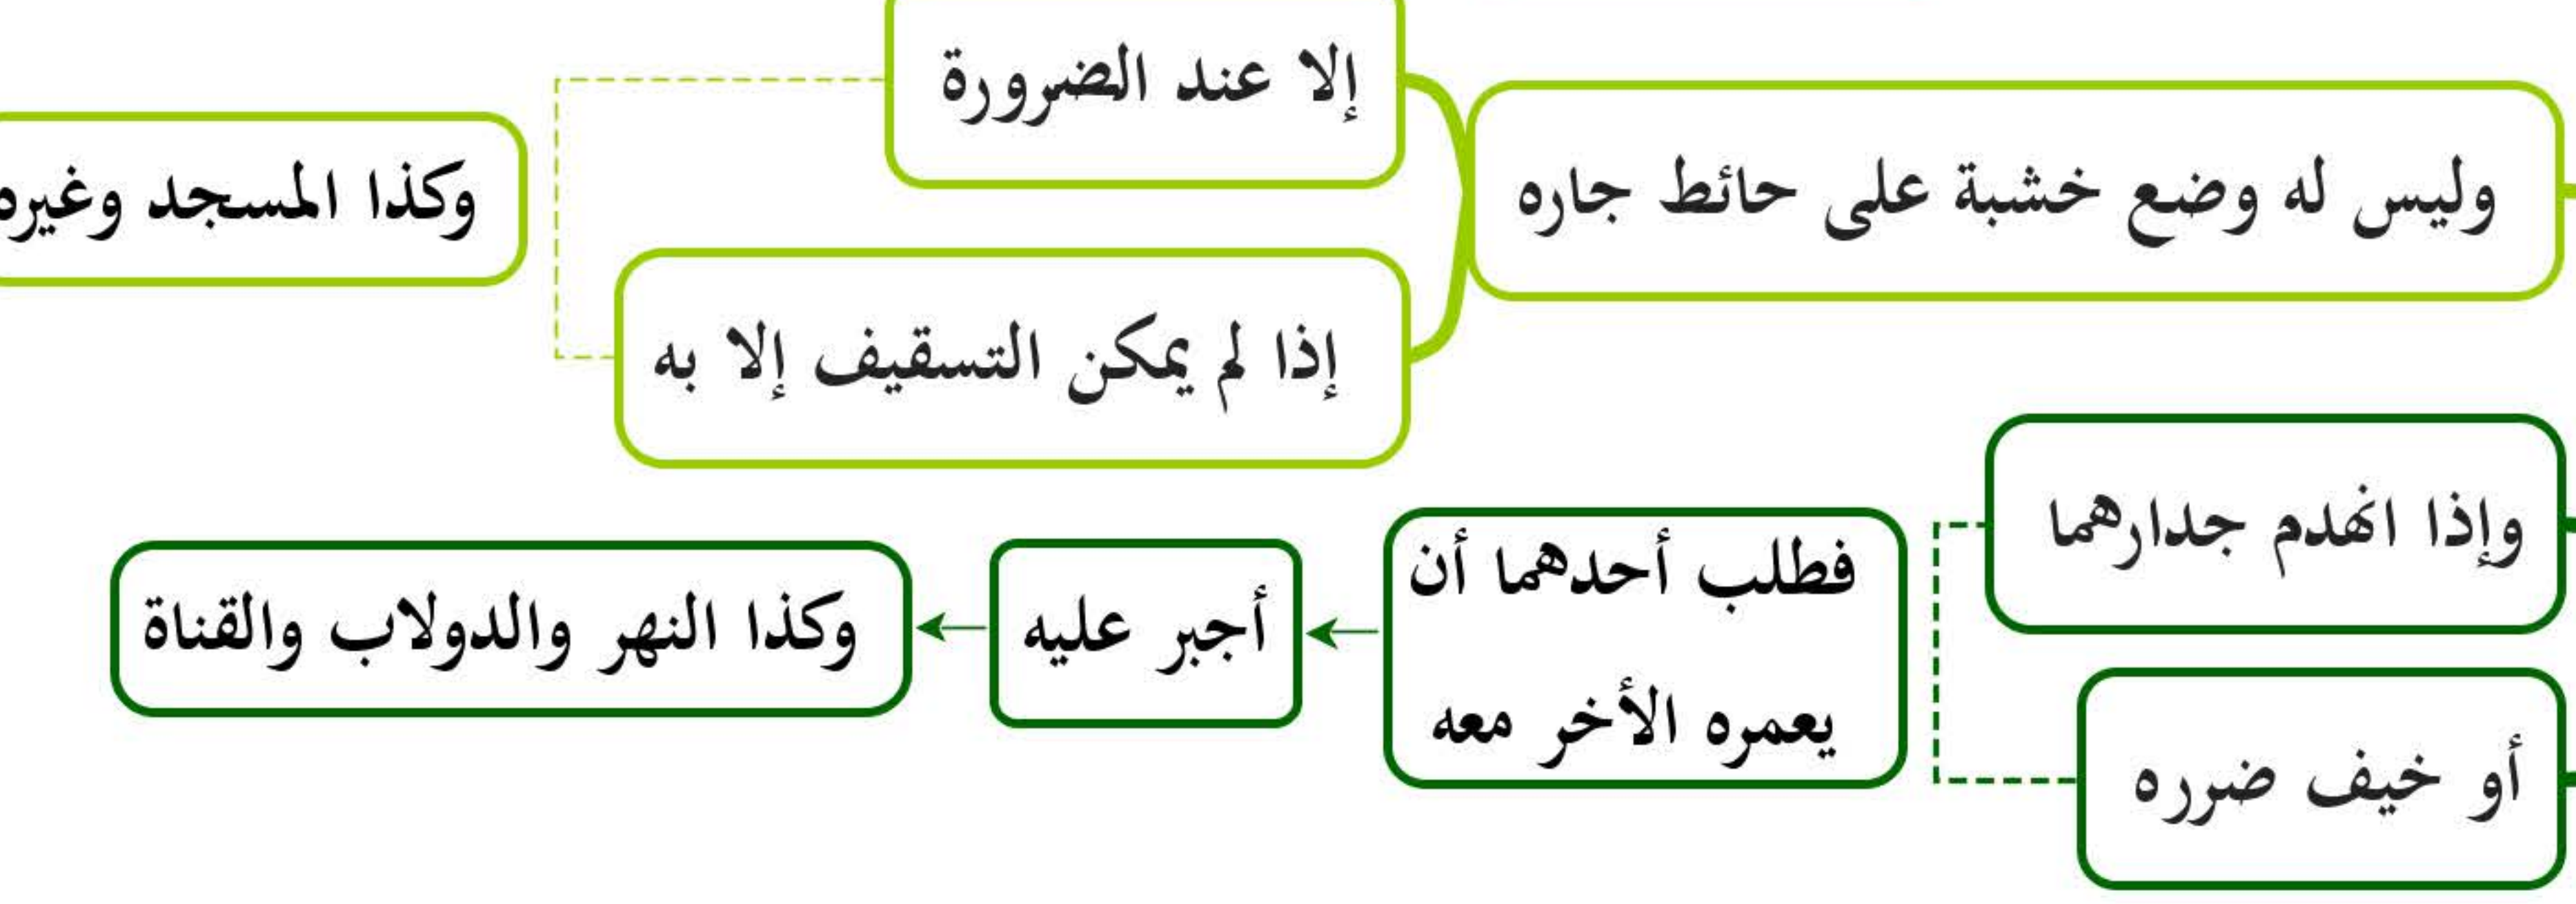 وليس له وضع خشبة على حائط جاره
إلا عند الضرورة
إذا لم يمكن التسقيف إلا به
وكذا المسجد وغيره
وإذا انهدم جدارهما
أو خيف ضرره
فطلب أحدهما أن
يعمره الأخر معه
أجبر عليه
وكذا النهر والدولاب والقناة